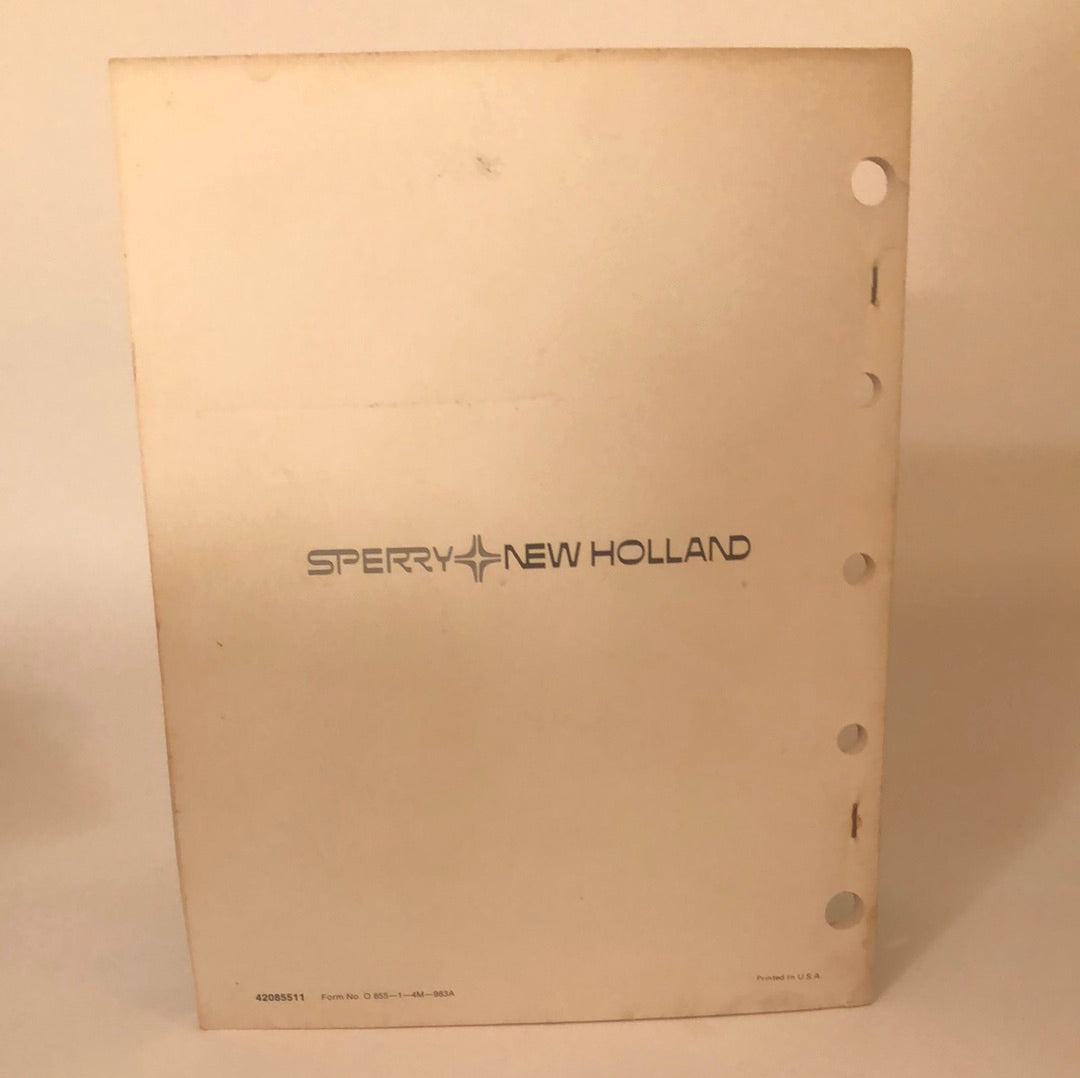 SPERRY NEW HOLLAND
Printed In U.S.A.
42085511 Form No. O 855—1—4M—983A